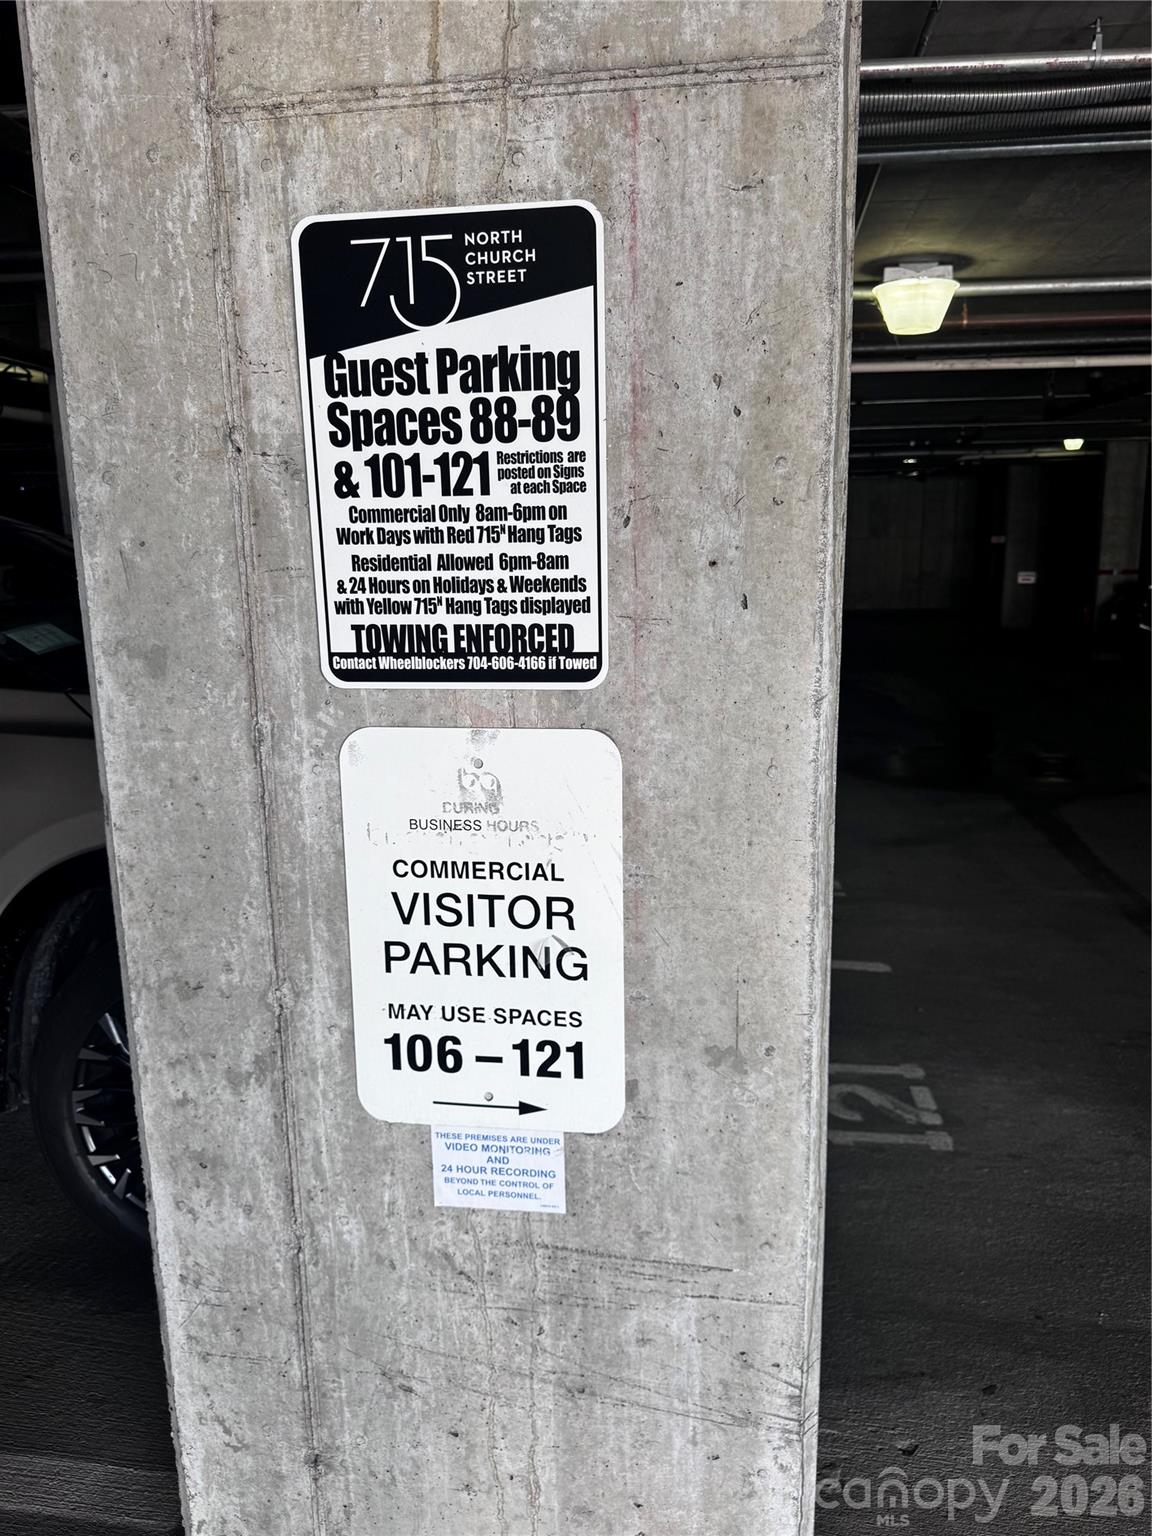 715 NORTH
CHURCH
STREET
Guest Parking
Spaces 88-89
& 101-121 Restrictions are
posted on Signs
at each Space
Commercial Only 8am-6pm on
Work Days with Red 715N Hang Tags
Residential Allowed 6pm-8am
& 24 Hours on Holidays & Weekends
with Yellow 715N Hang Tags displayed
TOWING ENFORCED
Contact Wheelblockers 704-606-4166 if Towed
DURING
BUSINESS HOURS
COMMERCIAL
VISITOR
PARKING
MAY USE SPACES
106 – 121
THESE PREMISES ARE UNDER
VIDEO MONITORING
AND
24 HOUR RECORDING
BEYOND THE CONTROL OF
LOCAL PERSONNEL.
121
For Sale
canopy 2026
MLS